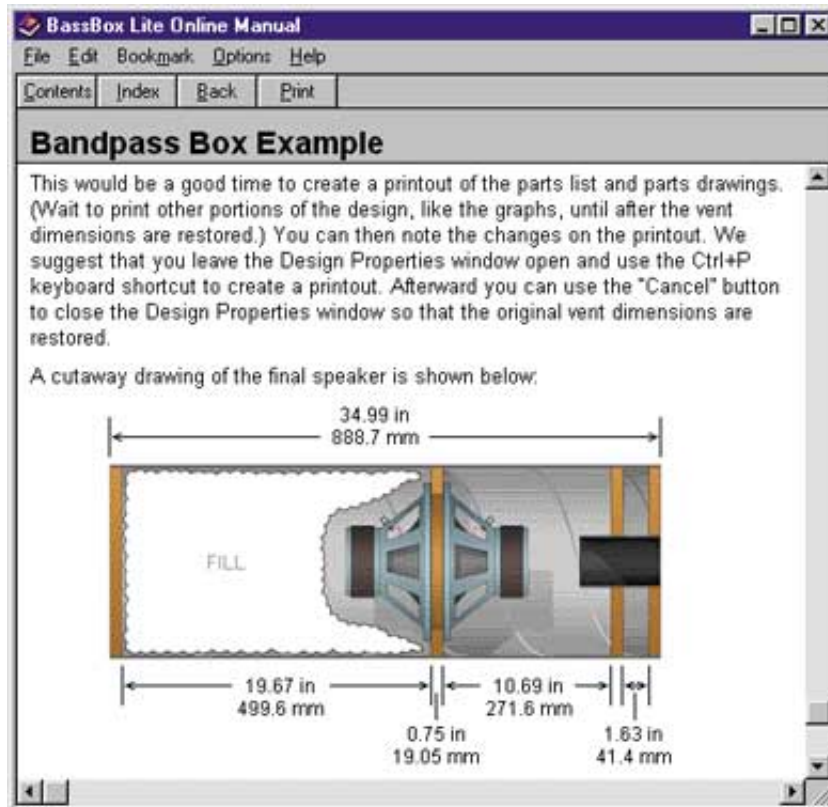 BassBox Lite Online Manual
File Edit Bookmark Options Help
Contents Index Back Print
Bandpass Box Example
This would be a good time to create a printout of the parts list and parts drawings.
(Wait to print other portions of the design, like the graphs, until after the vent
dimensions are restored.) You can then note the changes on the printout. We
suggest that you leave the Design Properties window open and use the Ctrl+P
keyboard shortcut to create a printout. Afterward you can use the "Cancel" button
to close the Design Properties window so that the original vent dimensions are
restored.
A cutaway drawing of the final speaker is shown below:
34.99 in
888.7 mm
FILL
19.67 in 10.69 in
499.6 mm 271.6 mm
0.75 in 1.63 in
19.05 mm 41.4 mm